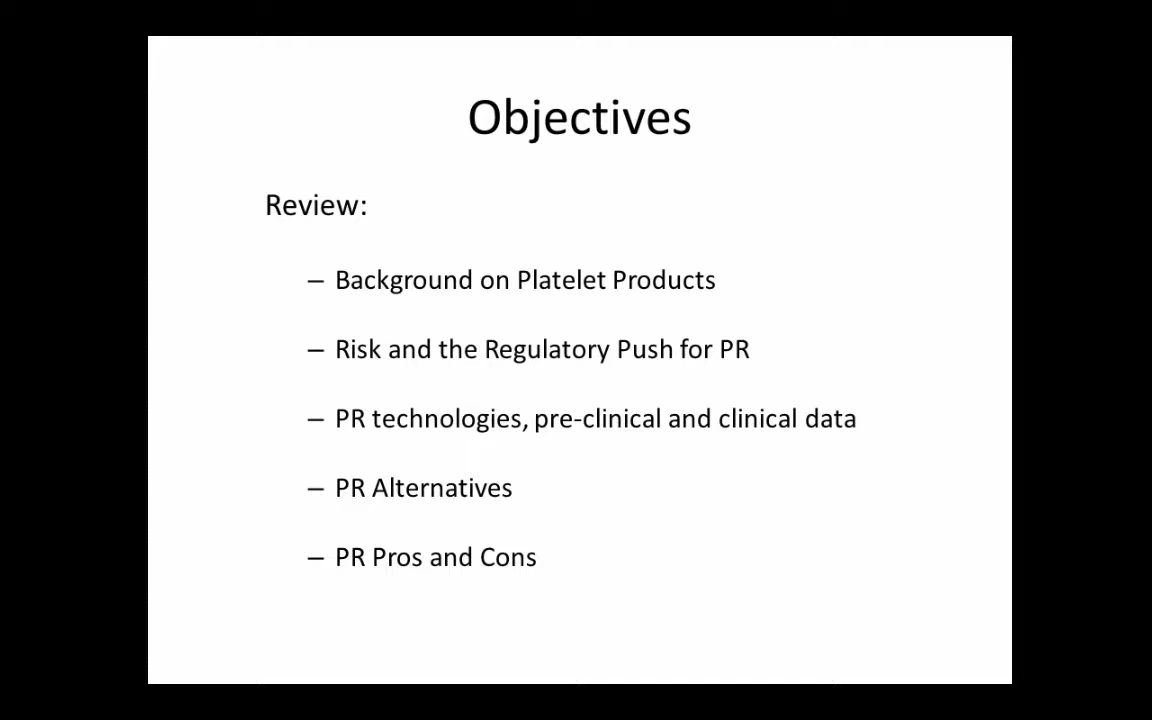 Objectives
Review:
– Background on Platelet Products
– Risk and the Regulatory Push for PR
– PR technologies, pre-clinical and clinical data
– PR Alternatives
– PR Pros and Cons